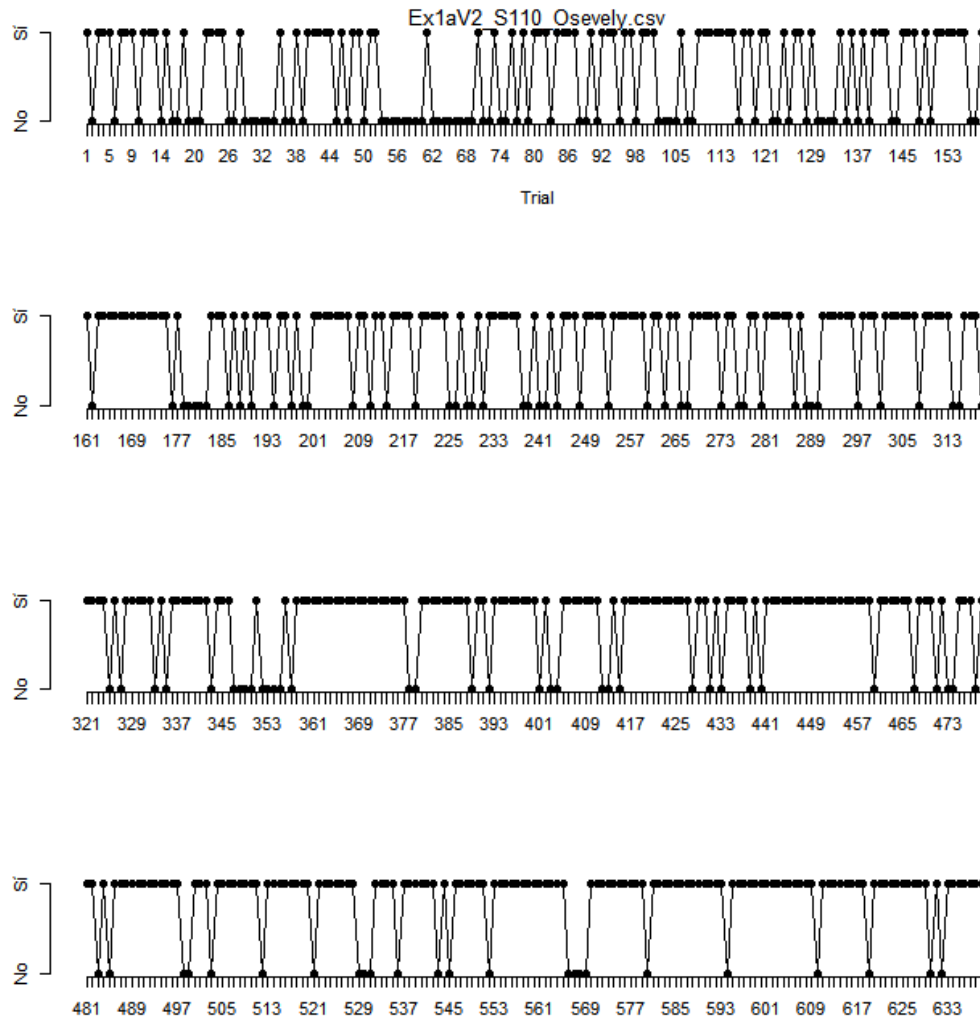 Ex1aV2_S110_Osevely.csv
Sí
No
1 5 9 14 20 26 32 38 44 50 56 62 68 74 80 86 92 98 105 113 121 129 137 145 153
Trial
Sí
No
161 169 177 185 193 201 209 217 225 233 241 249 257 265 273 281 289 297 305 313
Sí
No
321 329 337 345 353 361 369 377 385 393 401 409 417 425 433 441 449 457 465 473
Sí
No
481 489 497 505 513 521 529 537 545 553 561 569 577 585 593 601 609 617 625 633